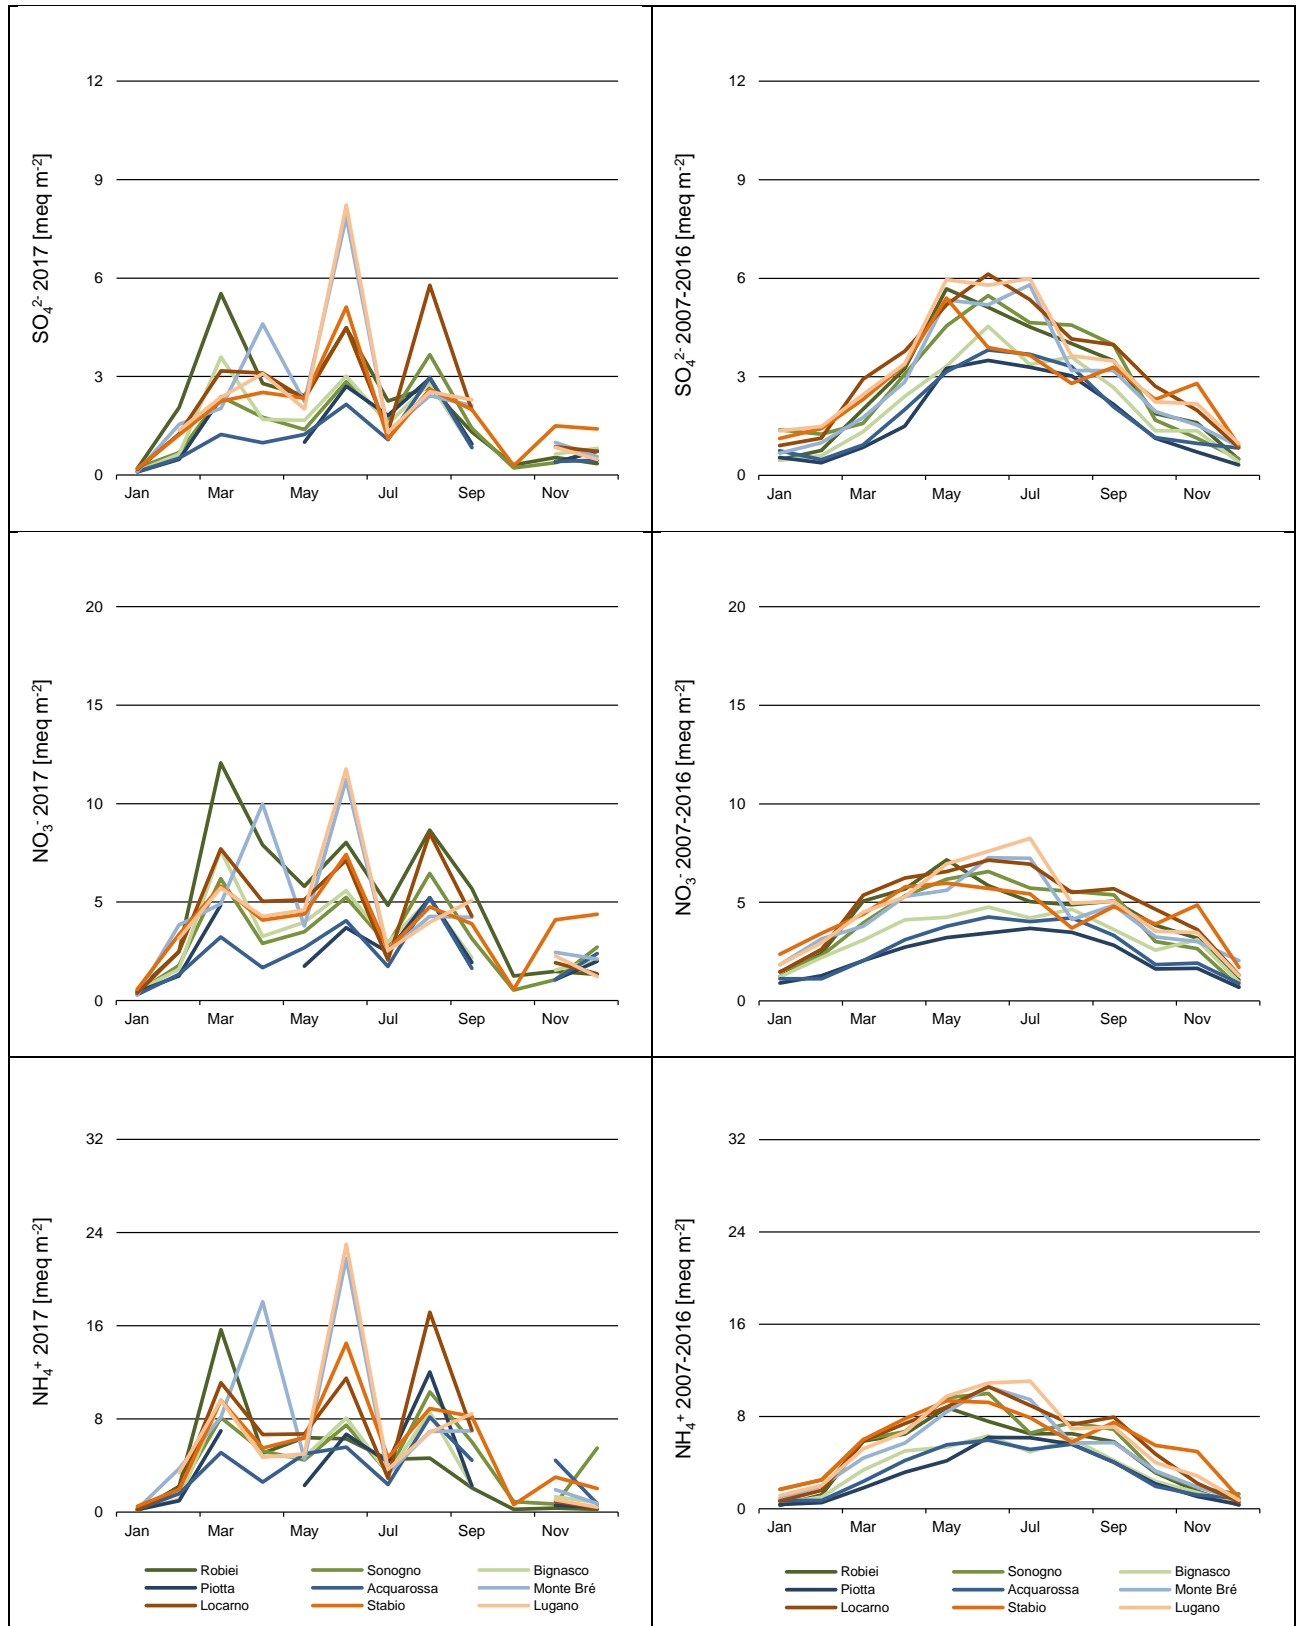 SO₄²⁻ 2017 [meq m⁻²]
12
9
6
3
0
Jan Mar May Jul Sep Nov
SO₄²⁻ 2007-2016 [meq m⁻²]
12
9
6
3
0
Jan Mar May Jul Sep Nov
NO₃⁻ 2017 [meq m⁻²]
20
15
10
5
0
Jan Mar May Jul Sep Nov
NO₃⁻ 2007-2016 [meq m⁻²]
20
15
10
5
0
Jan Mar May Jul Sep Nov
NH₄⁺ 2017 [meq m⁻²]
32
24
16
8
0
Jan Mar May Jul Sep Nov
Robiei Sonogno Bignasco
Piotta Acquarossa Monte Bré
Locarno Stabio Lugano
NH₄⁺ 2007-2016 [meq m⁻²]
32
24
16
8
0
Jan Mar May Jul Sep Nov
Robiei Sonogno Bignasco
Piotta Acquarossa Monte Bré
Locarno Stabio Lugano